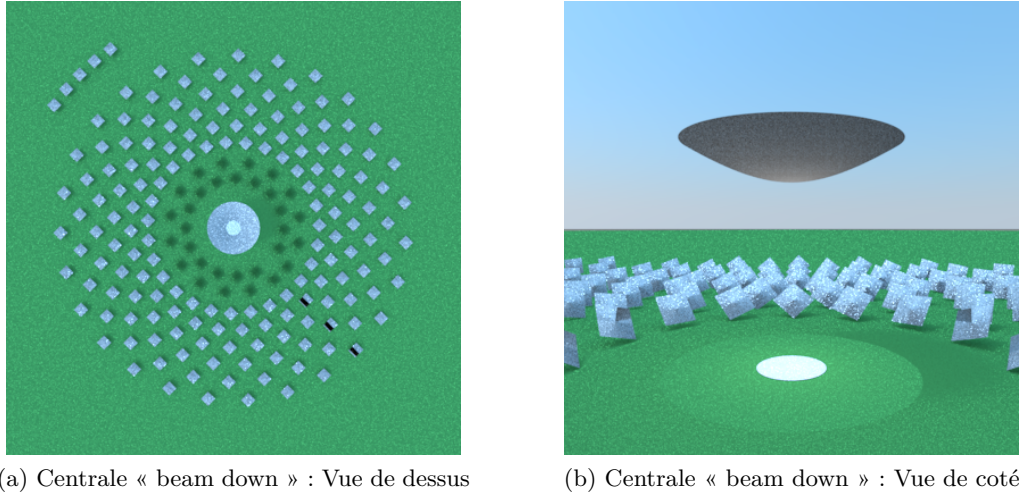 (a) Centrale « beam down » : Vue de dessus
(b) Centrale « beam down » : Vue de coté